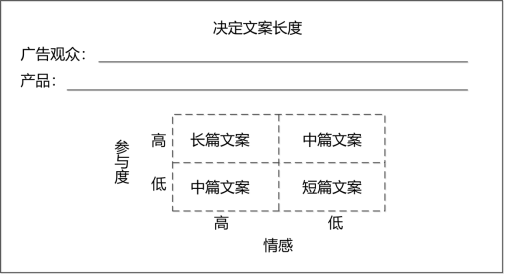 决定文案长度
广告观众：
产品：
参与度
高 长篇文案 中篇文案
低 中篇文案 短篇文案
高 低
情感